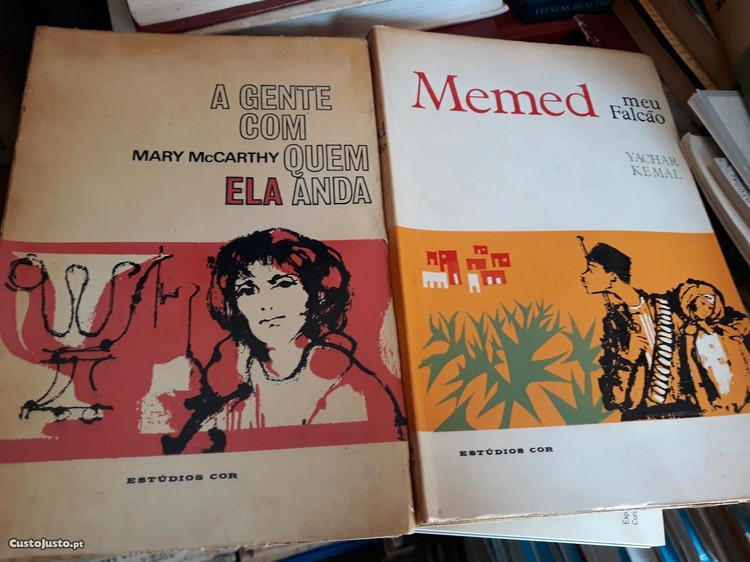 A GENTE
COM
MARY McCARTHY QUEM
ELA ANDA
ESTÚDIOS COR
Memed meu
Falcão
YACHAR
KEMAL
ESTÚDIOS COR
CustoJusto.pt